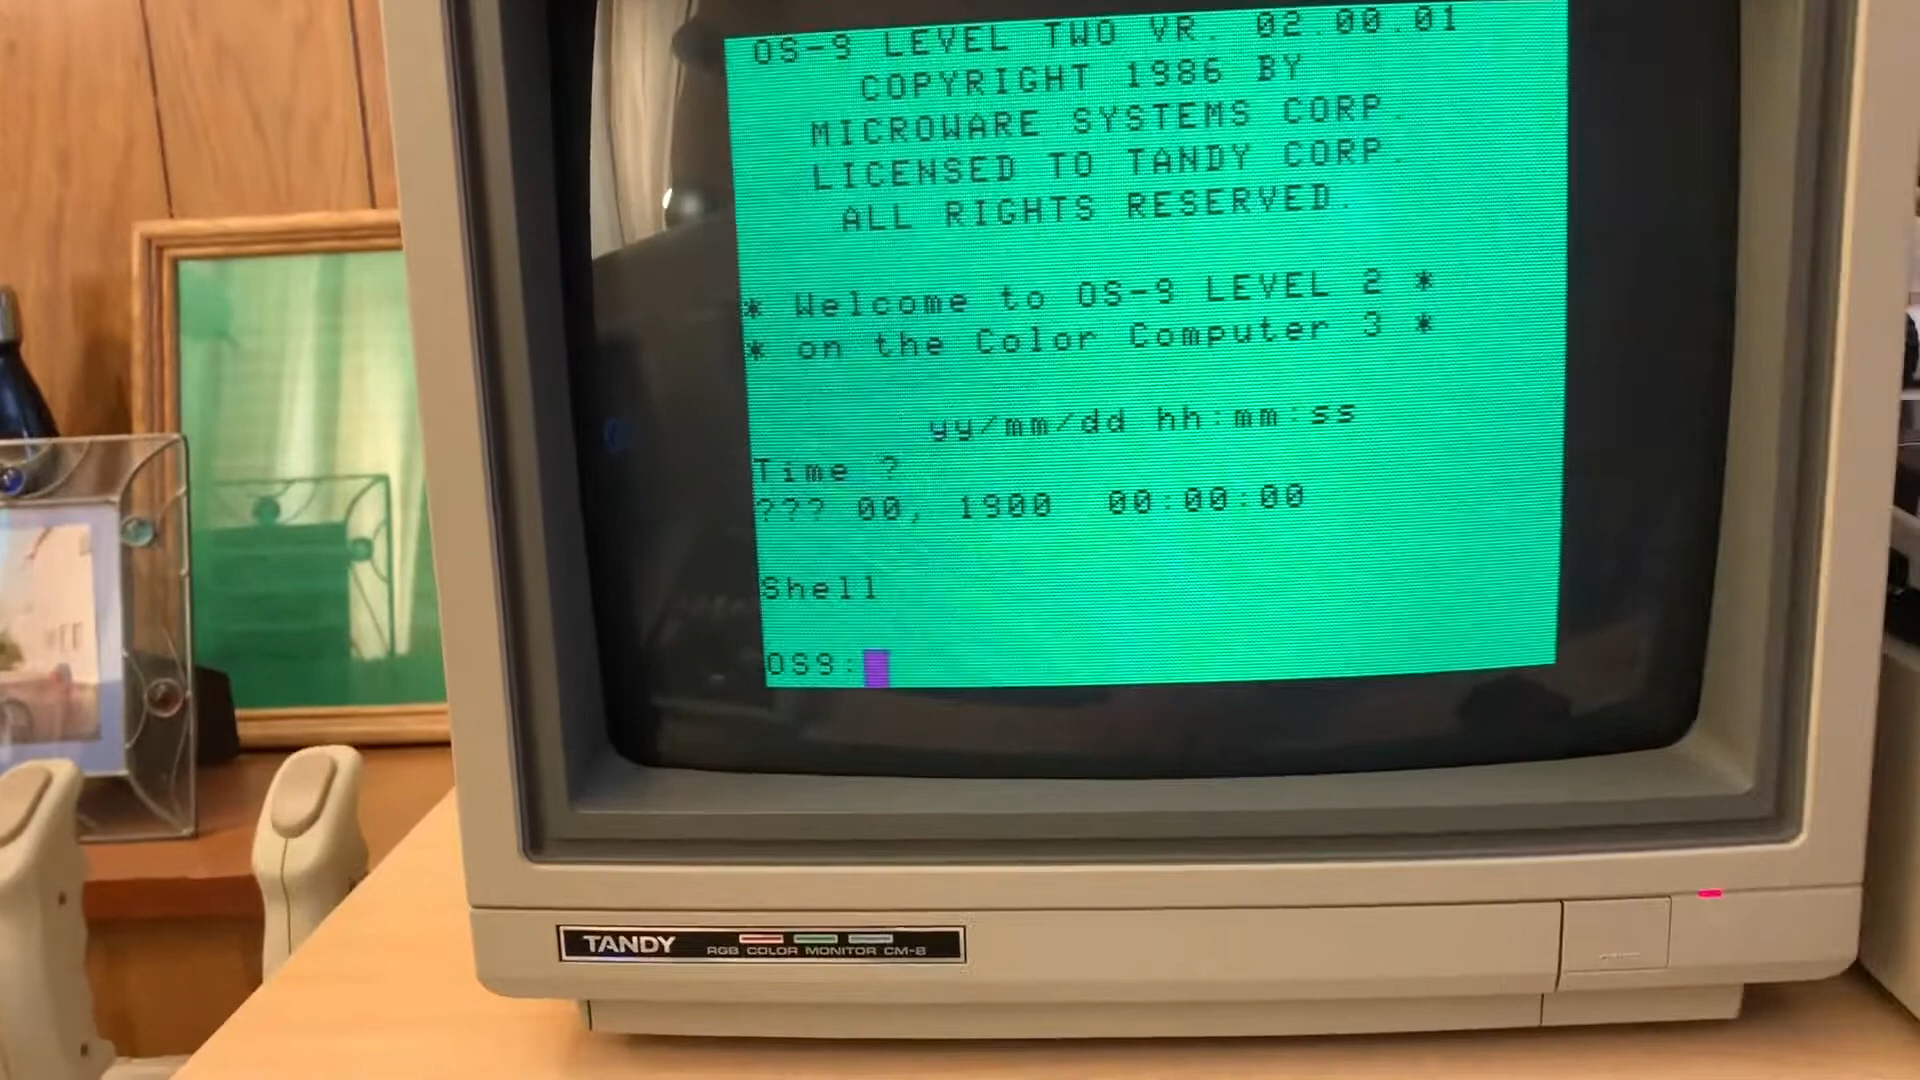 OS-9 LEVEL TWO VR. 02.00.01
COPYRIGHT 1986 BY
MICROWARE SYSTEMS CORP.
LICENSED TO TANDY CORP.
ALL RIGHTS RESERVED.
* Welcome to OS-9 LEVEL 2 *
* on the Color Computer 3 *
yy/mm/dd hh:mm:ss
Time ?
??? 00, 1900 00:00:00
Shell
OS9:
TANDY RGB COLOR MONITOR CM-8